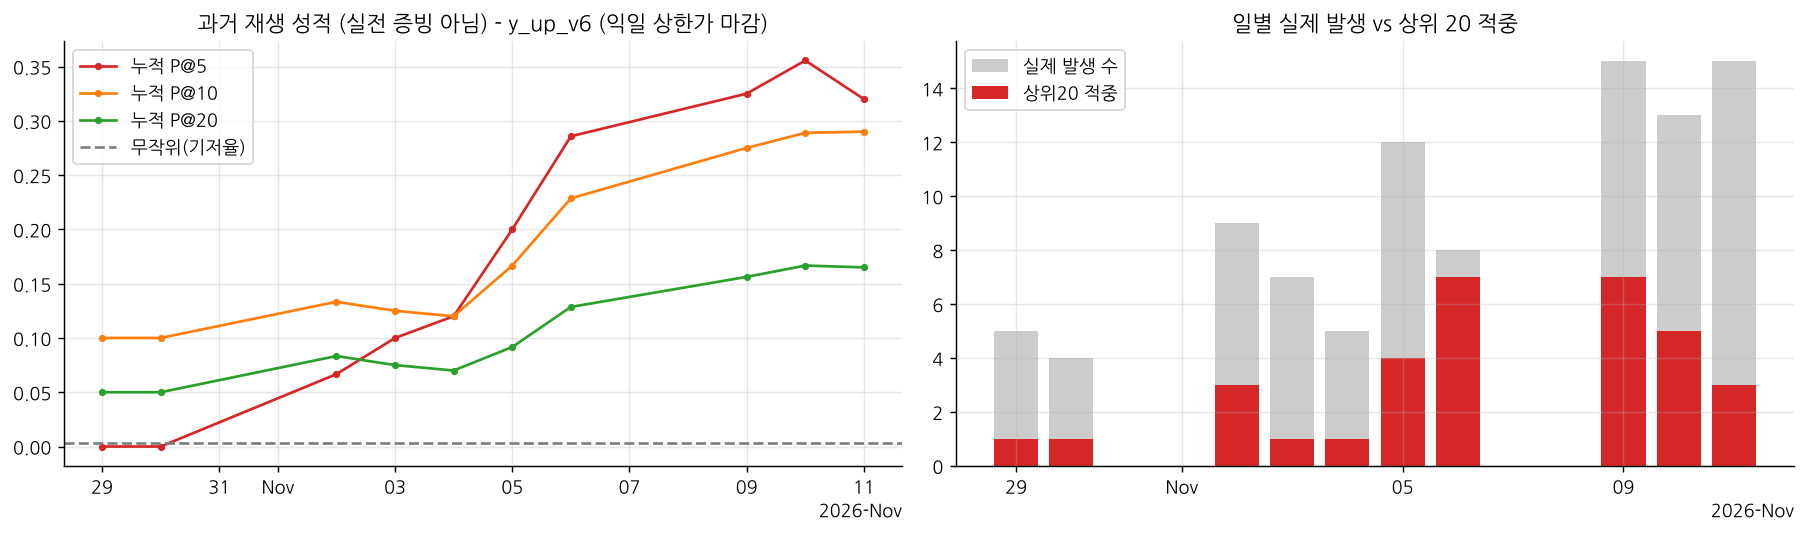 과거 재생 성적 (실전 증빙 아님) - y_up_v6 (익일 상한가 마감)
누적 P@5
누적 P@10
누적 P@20
무작위(기저율)
0.35
0.30
0.25
0.20
0.15
0.10
0.05
0.00
29 31 Nov 03 05 07 09 11
2026-Nov
일별 실제 발생 vs 상위 20 적중
실제 발생 수
상위20 적중
14
12
10
8
6
4
2
0
29 Nov 05 09
2026-Nov